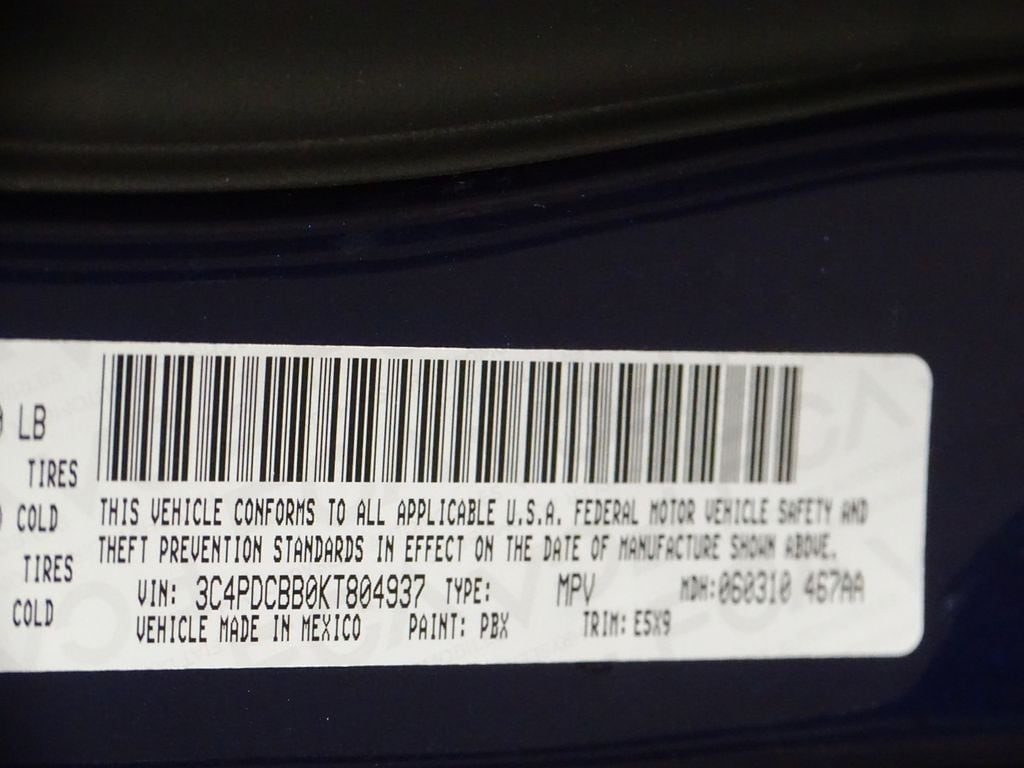 LB
TIRES
COLD
TIRES
COLD
THIS VEHICLE CONFORMS TO ALL APPLICABLE U.S.A. FEDERAL MOTOR VEHICLE SAFETY AND
THEFT PREVENTION STANDARDS IN EFFECT ON THE DATE OF MANUFACTURE SHOWN ABOVE.
VIN: 3C4PDCBB0KT804937 TYPE: MPV MDH:060310 467AA
VEHICLE MADE IN MEXICO PAINT: PBX TRIM: E5X9